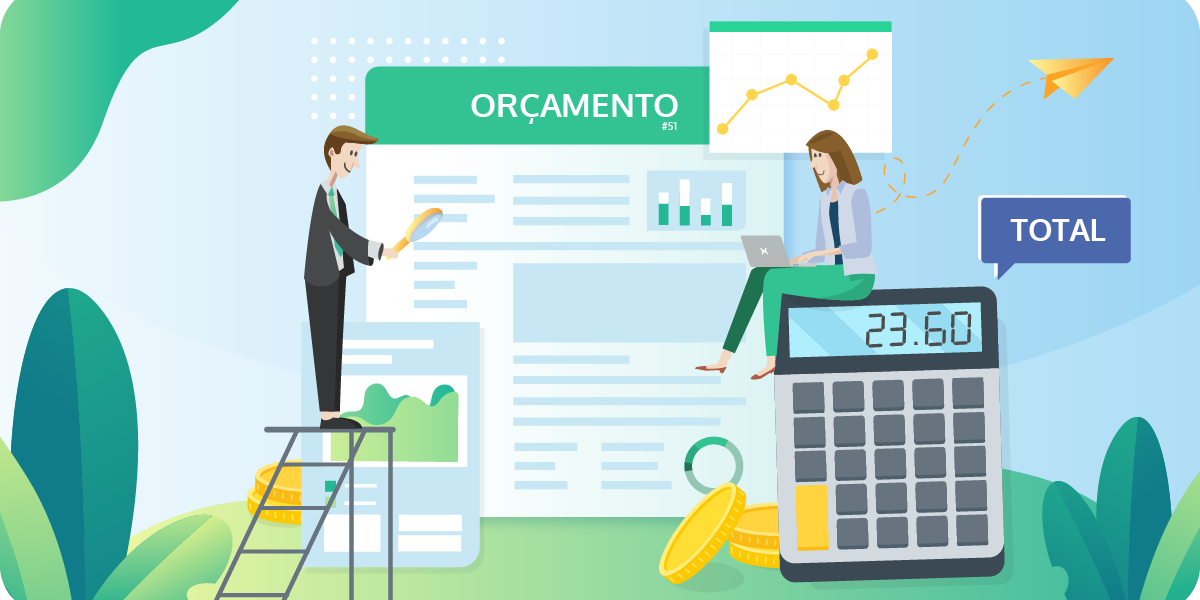 ORÇAMENTO
#51
TOTAL
23.60